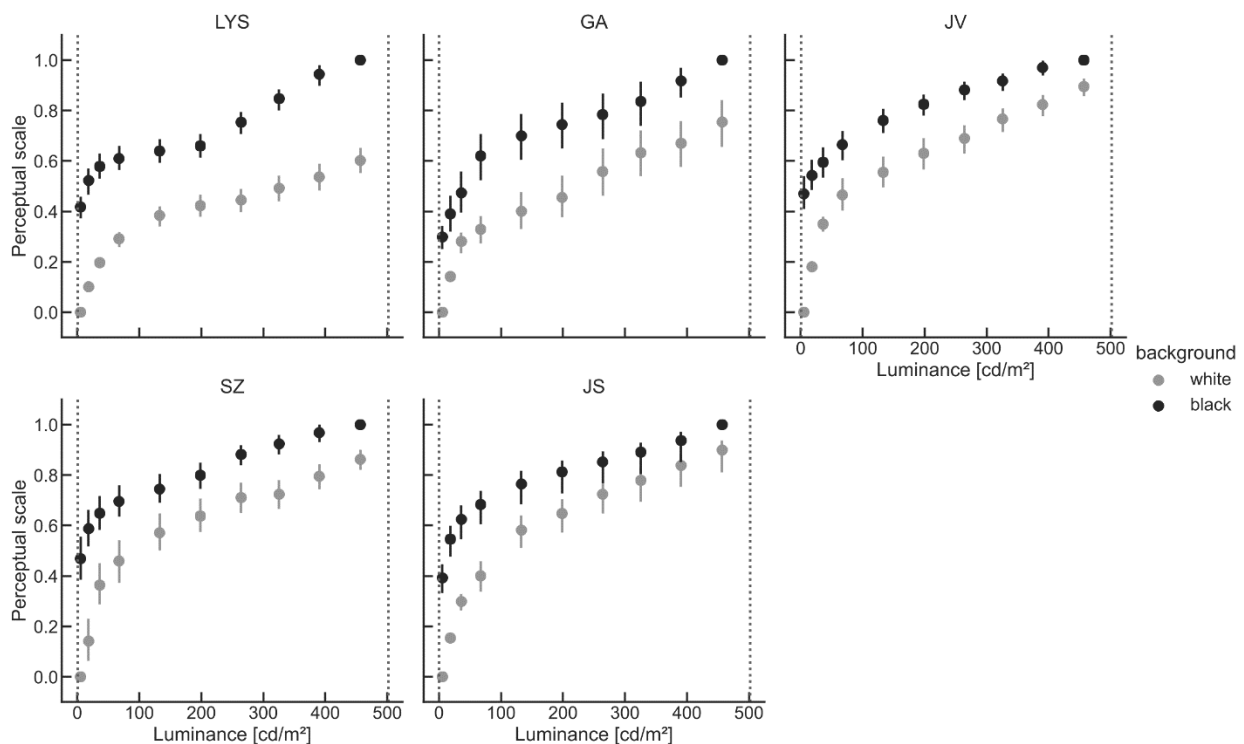 LYS
GA
JV
Perceptual scale
1.0
0.8
0.6
0.4
0.2
0.0
0 100 200 300 400 500
Luminance [cd/m²]
background
white
black
SZ
JS
Perceptual scale
1.0
0.8
0.6
0.4
0.2
0.0
0 100 200 300 400 500
Luminance [cd/m²]
0 100 200 300 400 500
Luminance [cd/m²]